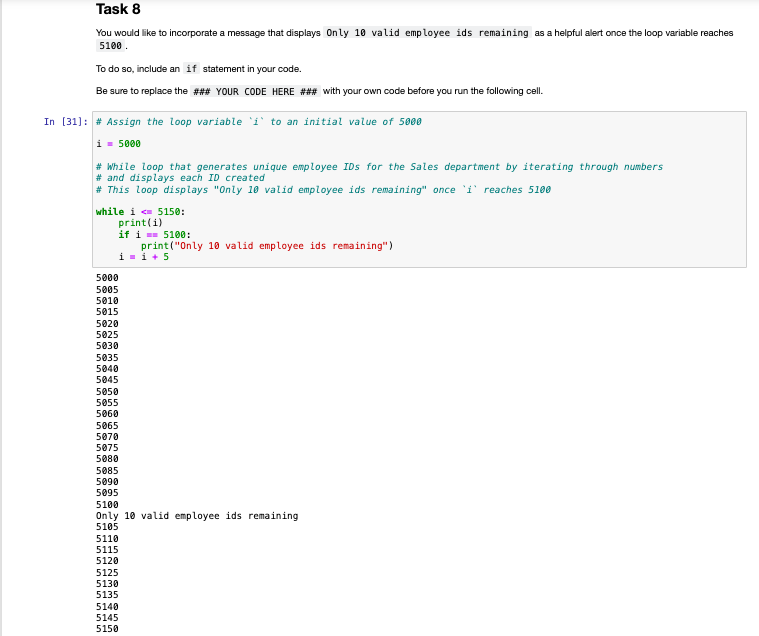 Task 8
You would like to incorporate a message that displays Only 10 valid employee ids remaining as a helpful alert once the loop variable reaches
5100 .
To do so, include an if statement in your code.
Be sure to replace the ### YOUR CODE HERE ### with your own code before you run the following cell.
In [31]: # Assign the loop variable `i` to an initial value of 5000
i = 5000
# While loop that generates unique employee IDs for the Sales department by iterating through numbers
# and displays each ID created
# This loop displays "Only 10 valid employee ids remaining" once `i` reaches 5100
while i <= 5150:
    print(i)
    if i == 5100:
        print("Only 10 valid employee ids remaining")
    i = i + 5
5000
5005
5010
5015
5020
5025
5030
5035
5040
5045
5050
5055
5060
5065
5070
5075
5080
5085
5090
5095
5100
Only 10 valid employee ids remaining
5105
5110
5115
5120
5125
5130
5135
5140
5145
5150